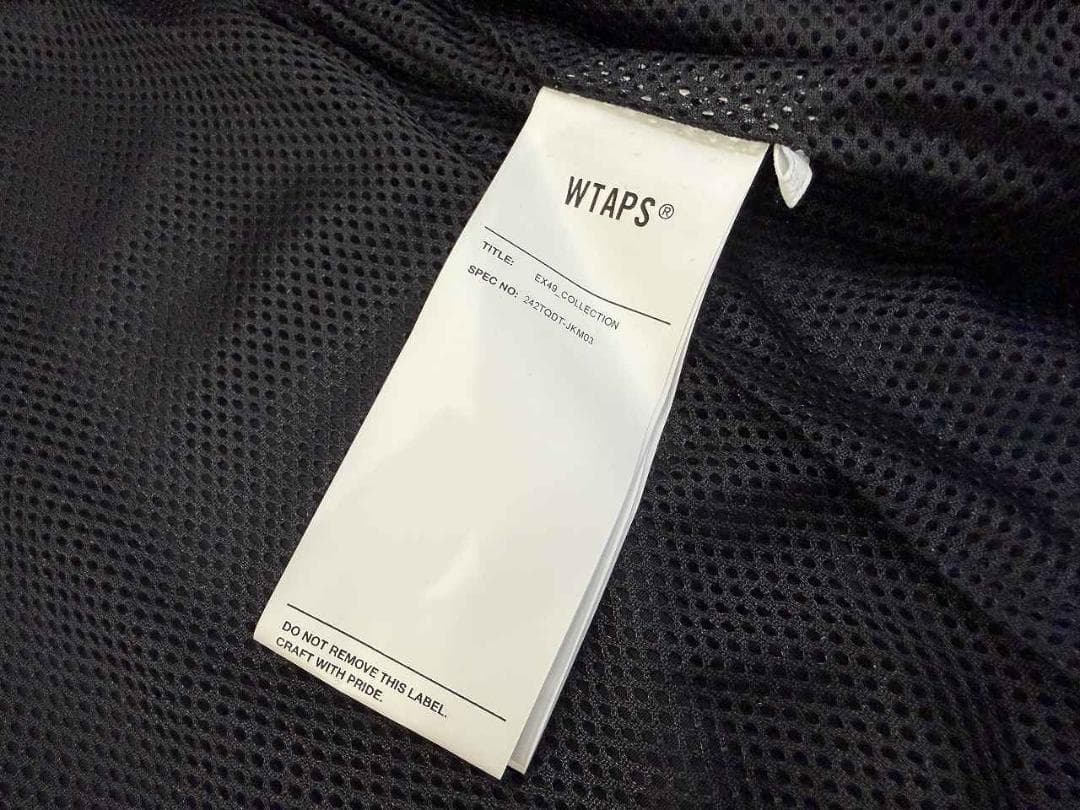 WTAPS®
TITLE: EX49_COLLECTION
SPEC NO: 242TQDT-JKM03
DO NOT REMOVE THIS LABEL.
CRAFT WITH PRIDE.